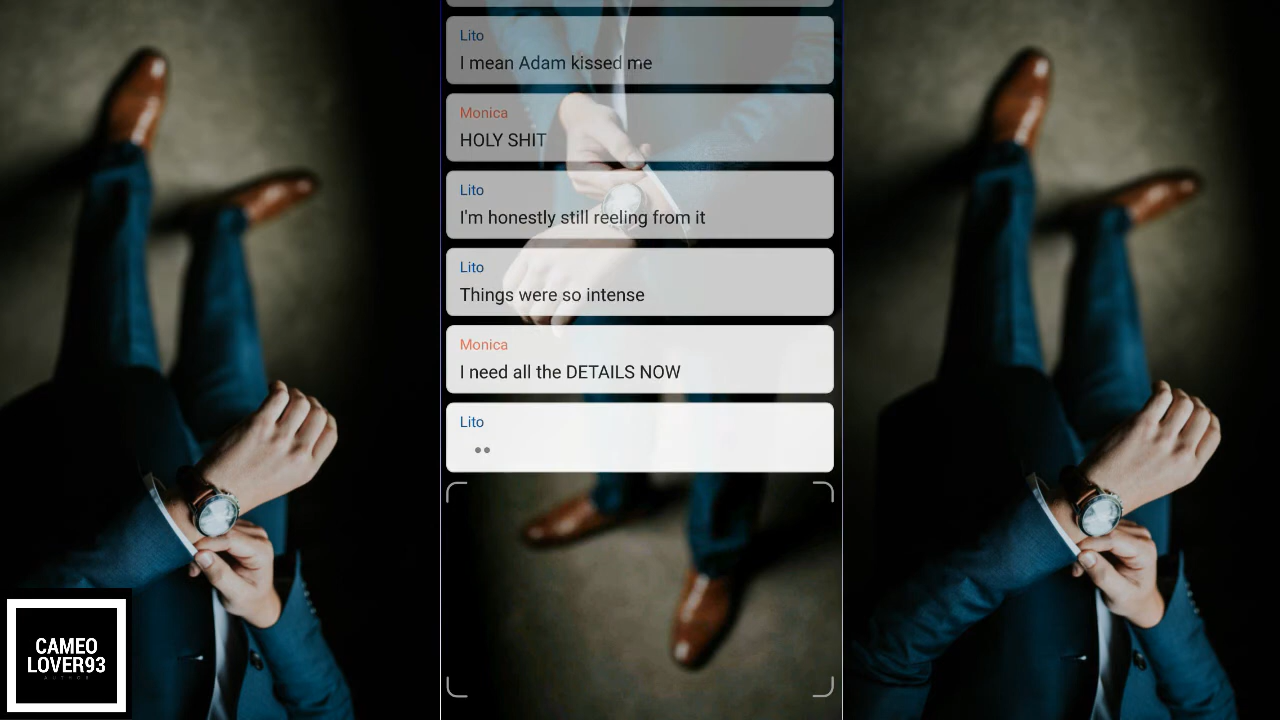 Lito
I mean Adam kissed me
Monica
HOLY SHIT
Lito
I'm honestly still reeling from it
Lito
Things were so intense
Monica
I need all the DETAILS NOW
Lito
CAMEO
LOVER93
AUTHOR